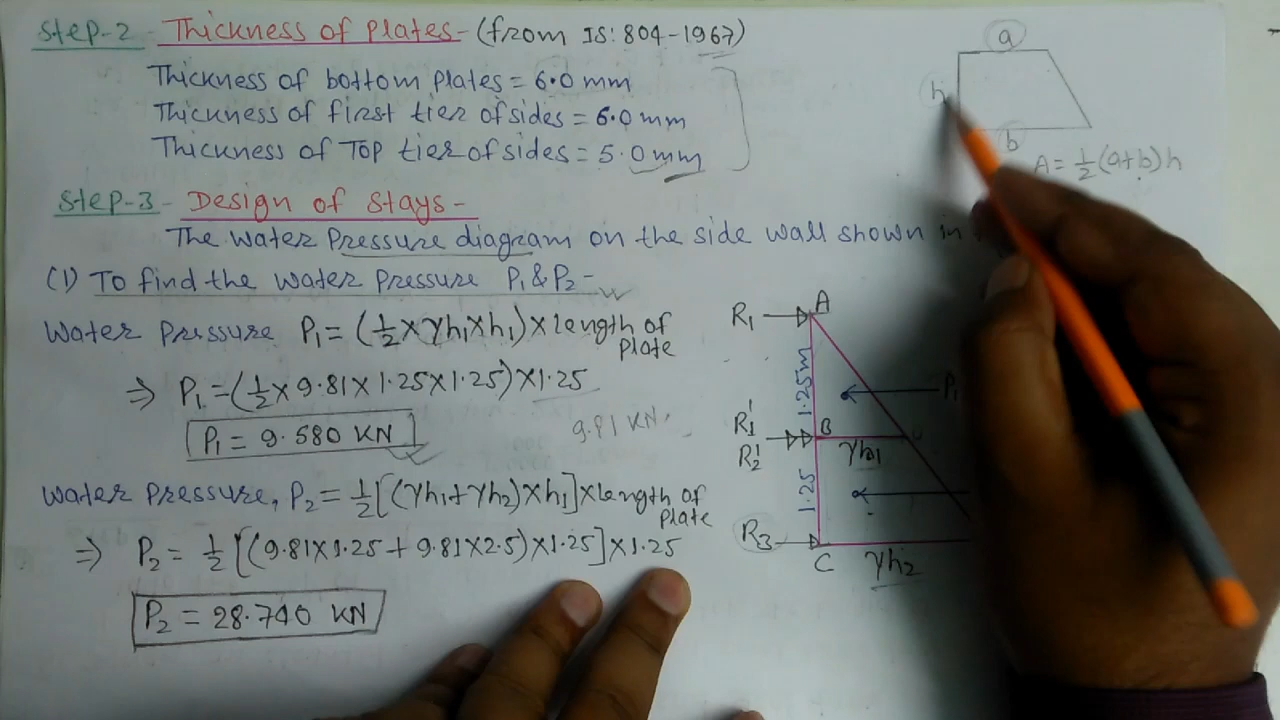 Step-2 - Thickness of Plates - (from IS: 804-1967)
Thickness of bottom plates = 6.0 mm
Thickness of first tier of sides = 6.0 mm
Thickness of Top tier of sides = 5.0 mm
a
h
b
A = 1/2 (a+b) h
Step-3 - Design of Stays -
The water pressure diagram on the side wall shown in
(1) To find the water pressure P₁ & P₂ -
Water Pressure P₁ = (1/2 × γh₁ × h₁) × length of plate
⇒ P₁ = (1/2 × 9.81 × 1.25 × 1.25) × 1.25
P₁ = 9.580 KN
9.81 KN
Water Pressure, P₂ = 1/2 [(γh₁ + γh₂) × h₁] × length of plate
⇒ P₂ = 1/2 [(9.81×1.25 + 9.81×2.5) × 1.25] × 1.25
P₂ = 28.740 KN
R₁
A
1.25m
P₁
R₁'
R₂'
B
γh₁
1.25
R₃
C
γh₂